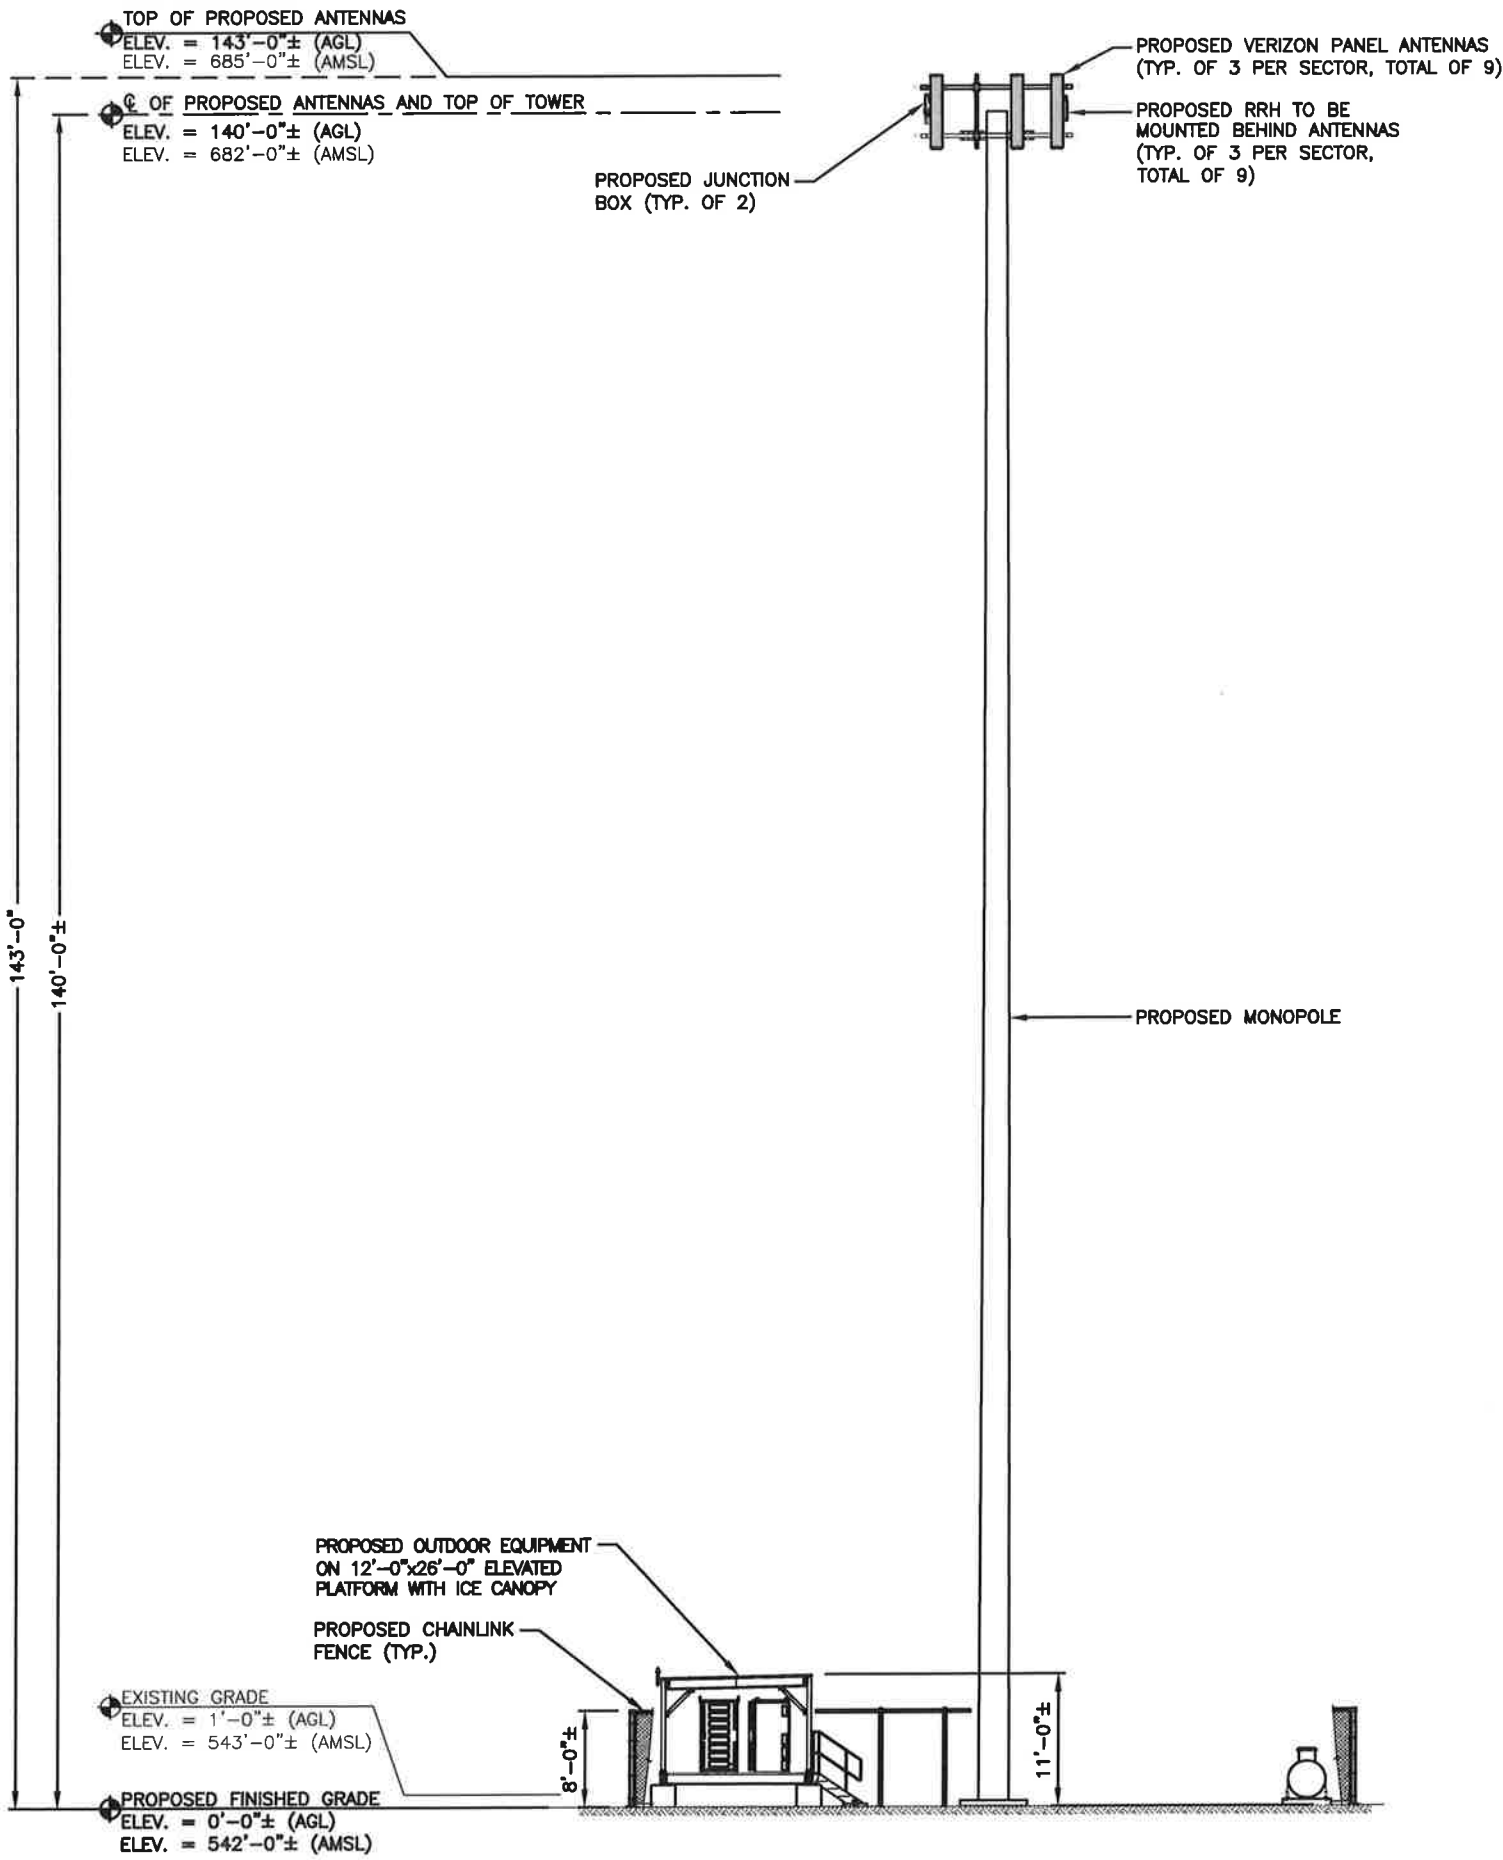 TOP OF PROPOSED ANTENNAS
ELEV. = 143'-0"± (AGL)
ELEV. = 685'-0"± (AMSL)
℄ OF PROPOSED ANTENNAS AND TOP OF TOWER
ELEV. = 140'-0"± (AGL)
ELEV. = 682'-0"± (AMSL)
PROPOSED VERIZON PANEL ANTENNAS
(TYP. OF 3 PER SECTOR, TOTAL OF 9)
PROPOSED RRH TO BE
MOUNTED BEHIND ANTENNAS
(TYP. OF 3 PER SECTOR,
TOTAL OF 9)
PROPOSED JUNCTION
BOX (TYP. OF 2)
143'-0"
140'-0"±
PROPOSED MONOPOLE
PROPOSED OUTDOOR EQUIPMENT
ON 12'-0"x26'-0" ELEVATED
PLATFORM WITH ICE CANOPY
PROPOSED CHAINLINK
FENCE (TYP.)
EXISTING GRADE
ELEV. = 1'-0"± (AGL)
ELEV. = 543'-0"± (AMSL)
8'-0"±
11'-0"±
PROPOSED FINISHED GRADE
ELEV. = 0'-0"± (AGL)
ELEV. = 542'-0"± (AMSL)